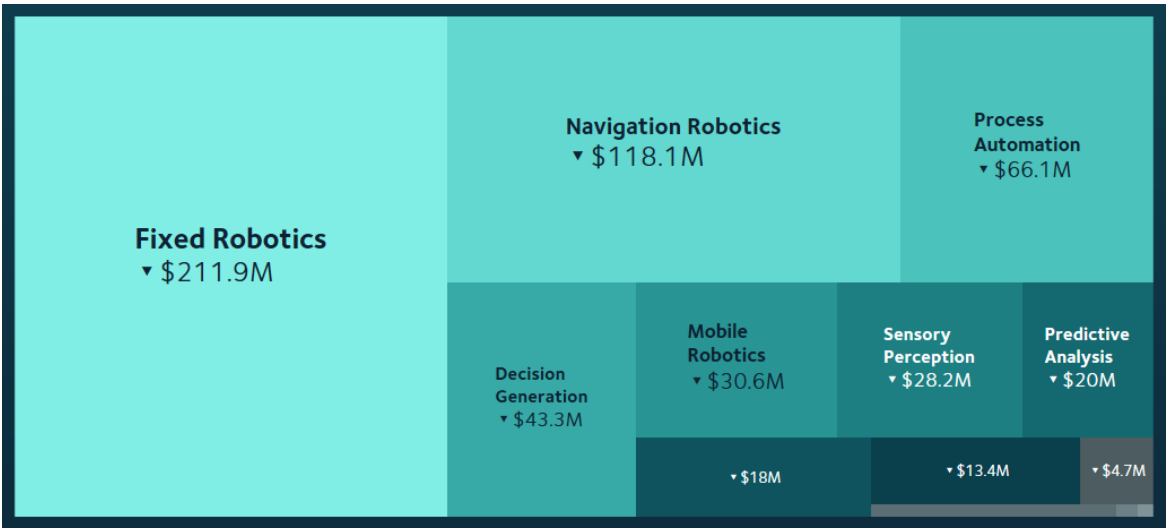 Fixed Robotics
▼ $211.9M
Navigation Robotics
▼ $118.1M
Process
Automation
▼ $66.1M
Decision
Generation
▼ $43.3M
Mobile
Robotics
▼ $30.6M
Sensory
Perception
▼ $28.2M
Predictive
Analysis
▼ $20M
▼ $18M
▼ $13.4M
▼ $4.7M